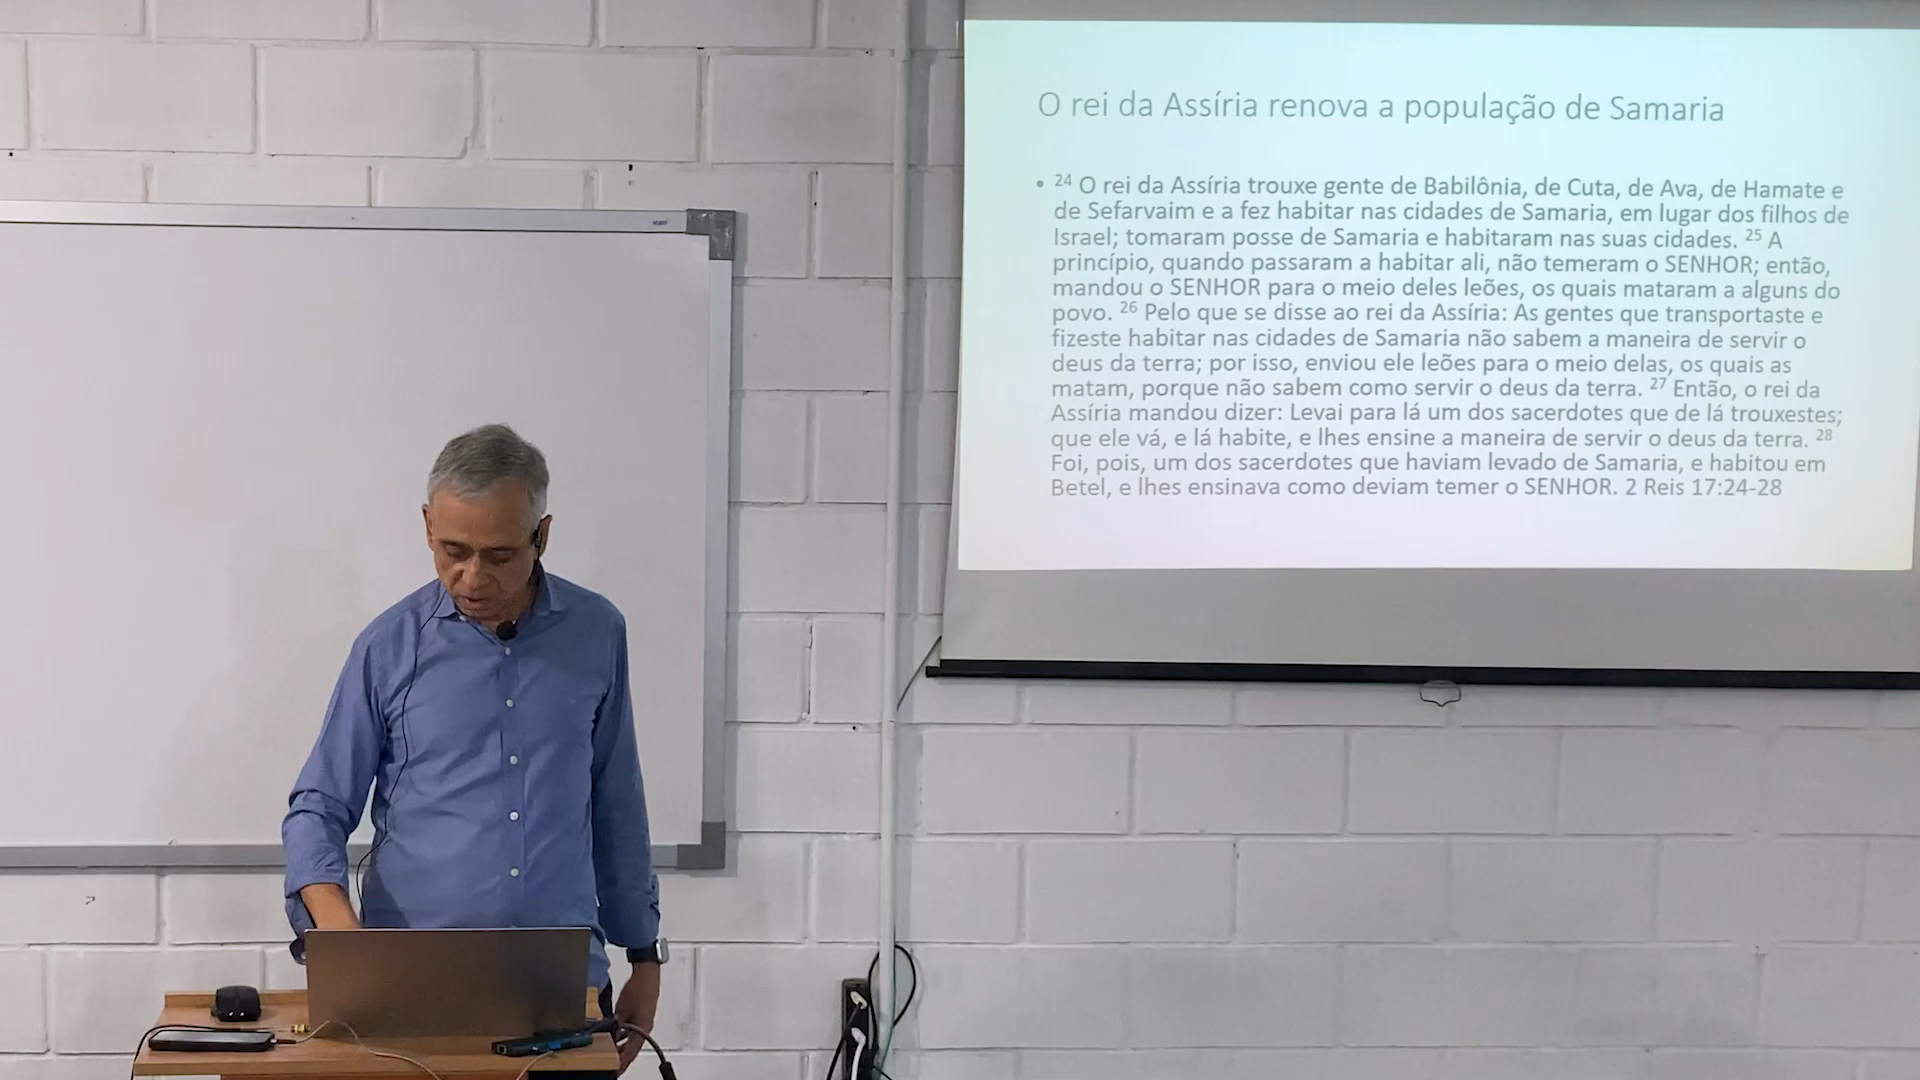 O rei da Assíria renova a população de Samaria
• 24 O rei da Assíria trouxe gente de Babilônia, de Cuta, de Ava, de Hamate e
de Sefarvaim e a fez habitar nas cidades de Samaria, em lugar dos filhos de
Israel; tomaram posse de Samaria e habitaram nas suas cidades. 25 A
princípio, quando passaram a habitar ali, não temeram o SENHOR; então,
mandou o SENHOR para o meio deles leões, os quais mataram a alguns do
povo. 26 Pelo que se disse ao rei da Assíria: As gentes que transportaste e
fizeste habitar nas cidades de Samaria não sabem a maneira de servir o
deus da terra; por isso, enviou ele leões para o meio delas, os quais as
matam, porque não sabem como servir o deus da terra. 27 Então, o rei da
Assíria mandou dizer: Levai para lá um dos sacerdotes que de lá trouxestes;
que ele vá, e lá habite, e lhes ensine a maneira de servir o deus da terra. 28
Foi, pois, um dos sacerdotes que haviam levado de Samaria, e habitou em
Betel, e lhes ensinava como deviam temer o SENHOR. 2 Reis 17:24-28